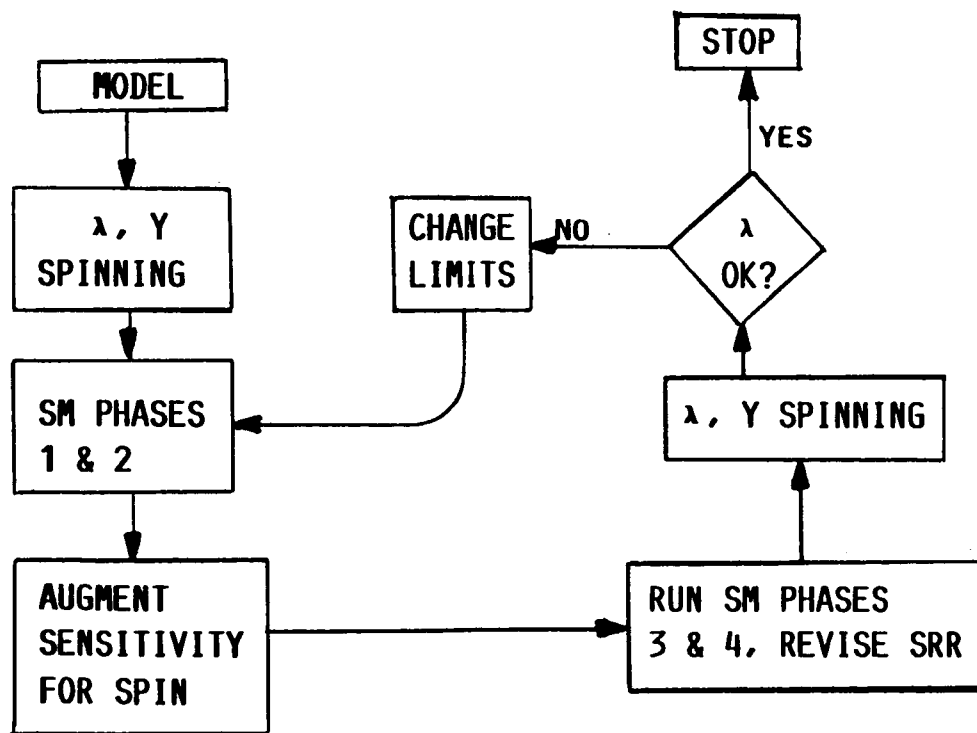 MODEL
λ, Y
SPINNING
SM PHASES
1 & 2
AUGMENT
SENSITIVITY
FOR SPIN
RUN SM PHASES
3 & 4, REVISE SRR
λ, Y SPINNING
λ
OK?
YES
STOP
NO
CHANGE
LIMITS